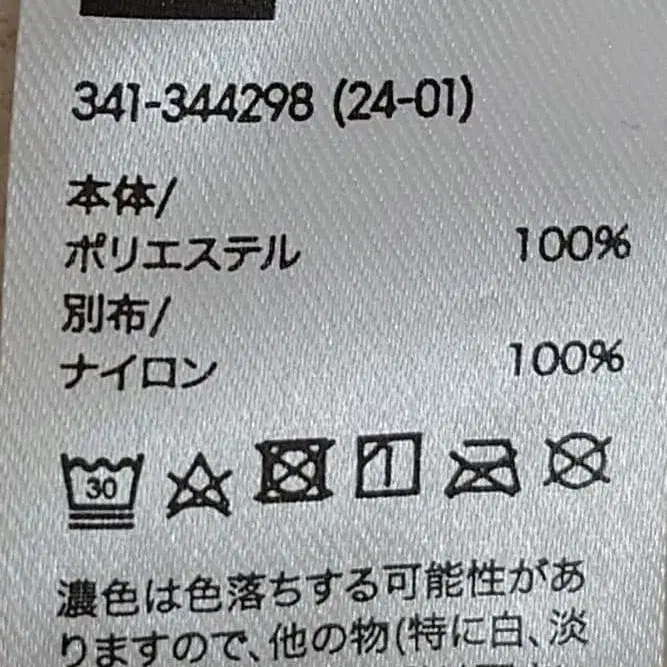 341-344298 (24-01)
本体/
ポリエステル 100%
別布/
ナイロン 100%
30
濃色は色落ちする可能性があ
りますので、他の物(特に白、淡